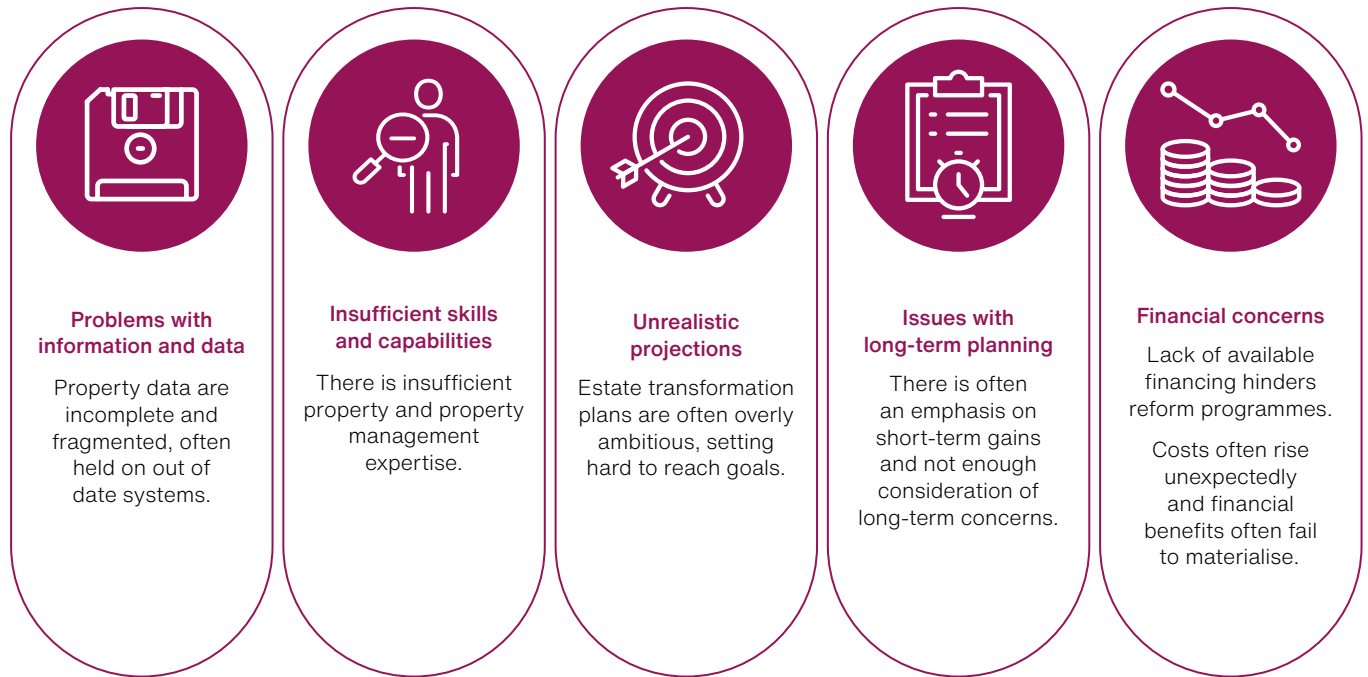 Problems with
information and data
Property data are
incomplete and
fragmented, often
held on out of
date systems.
Insufficient skills
and capabilities
There is insufficient
property and property
management
expertise.
Unrealistic
projections
Estate transformation
plans are often overly
ambitious, setting
hard to reach goals.
Issues with
long-term planning
There is often
an emphasis on
short-term gains
and not enough
consideration of
long-term concerns.
Financial concerns
Lack of available
financing hinders
reform programmes.
Costs often rise
unexpectedly
and financial
benefits often fail
to materialise.